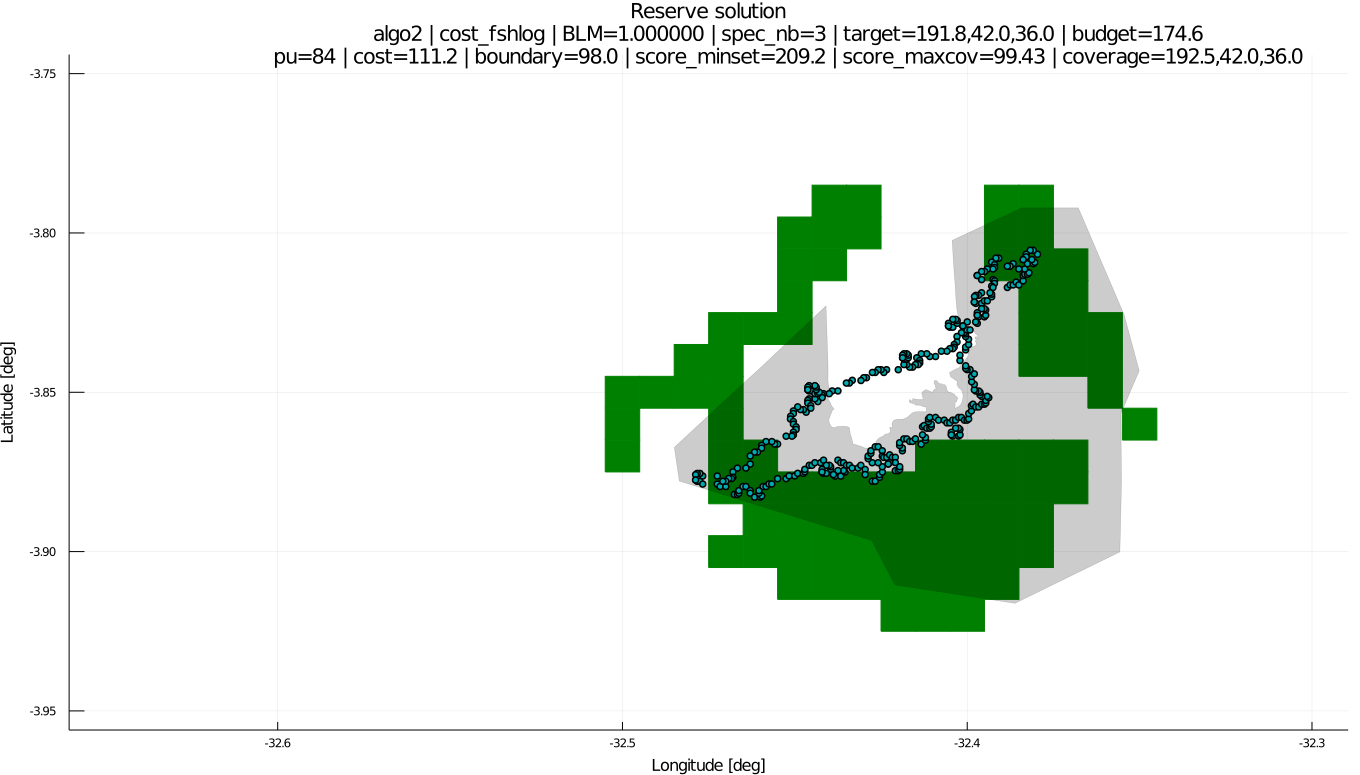 Reserve solution
algo2 | cost_fshlog | BLM=1.000000 | spec_nb=3 | target=191.8,42.0,36.0 | budget=174.6
pu=84 | cost=111.2 | boundary=98.0 | score_minset=209.2 | score_maxcov=99.43 | coverage=192.5,42.0,36.0
-3.75
-3.80
-3.85
-3.90
-3.95
Latitude [deg]
-32.6
-32.5
-32.4
-32.3
Longitude [deg]